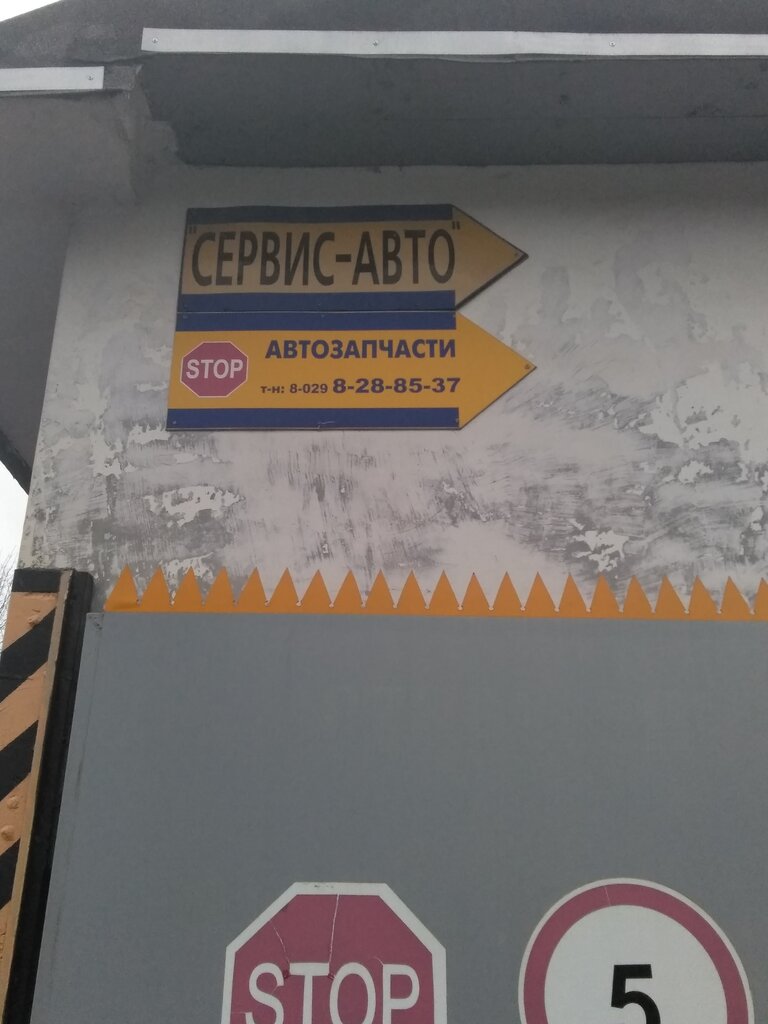 "СЕРВИС-АВТО"
АВТОЗАПЧАСТИ
STOP
т-н: 8-029 8-28-85-37
STOP
5